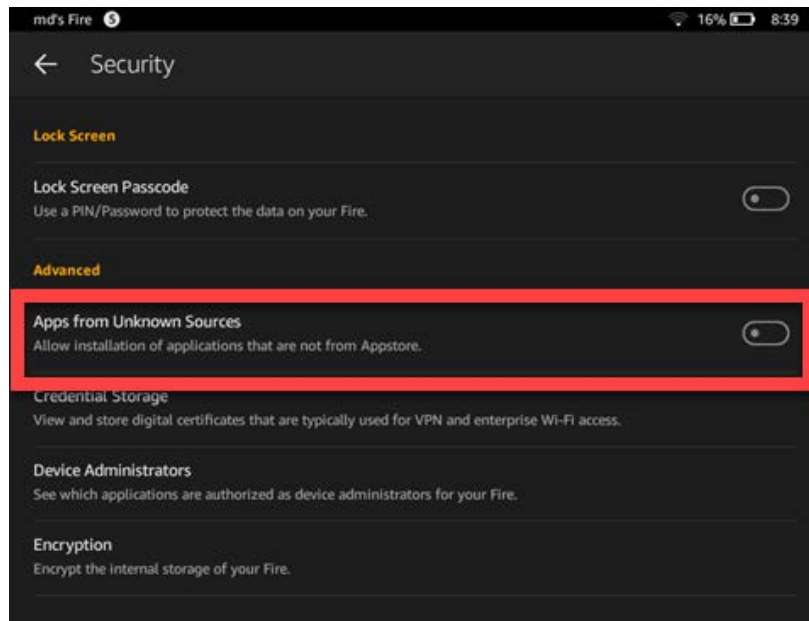 md's Fire 5 16% 8:39
Security
Lock Screen
Lock Screen Passcode
Use a PIN/Password to protect the data on your Fire.
Advanced
Apps from Unknown Sources
Allow installation of applications that are not from Appstore.
Credential Storage
View and store digital certificates that are typically used for VPN and enterprise Wi-Fi access.
Device Administrators
See which applications are authorized as device administrators for your Fire.
Encryption
Encrypt the internal storage of your Fire.